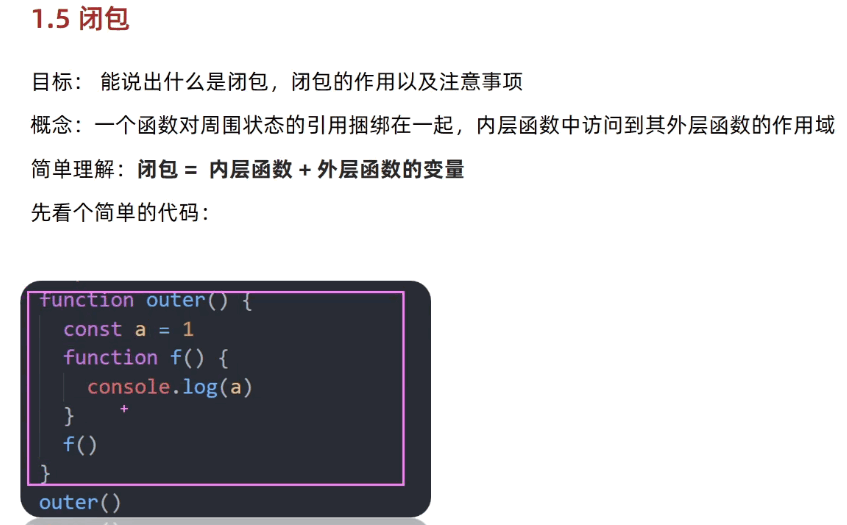 1.5 闭包
目标： 能说出什么是闭包，闭包的作用以及注意事项
概念：一个函数对周围状态的引用捆绑在一起，内层函数中访问到其外层函数的作用域
简单理解：闭包 = 内层函数 + 外层函数的变量
先看个简单的代码：
function outer() {
const a = 1
function f() {
console.log(a)
}
f()
}
outer()